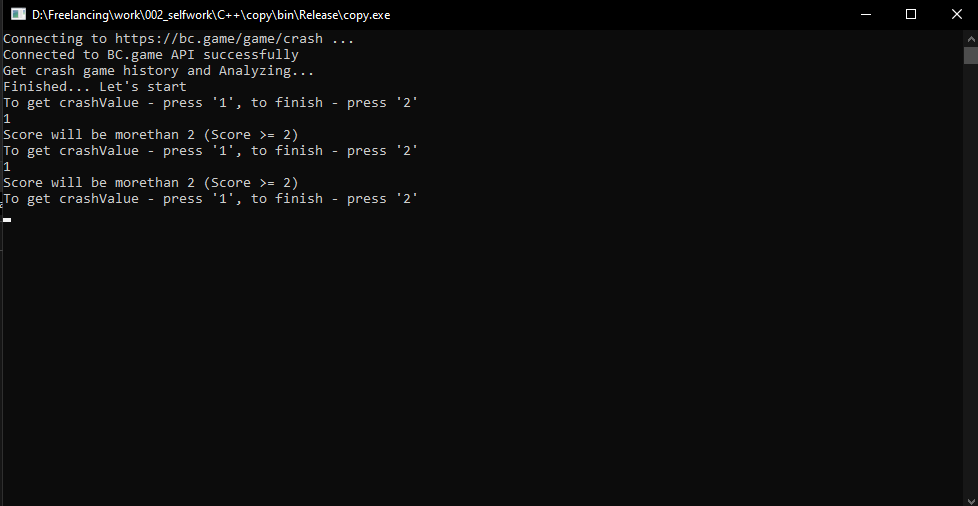 D:\Freelancing\work\002_selfwork\C++\copy\bin\Release\copy.exe
Connecting to https://bc.game/game/crash ...
Connected to BC.game API successfully
Get crash game history and Analyzing...
Finished... Let's start
To get crashValue - press '1', to finish - press '2'
1
Score will be morethan 2 (Score >= 2)
To get crashValue - press '1', to finish - press '2'
1
Score will be morethan 2 (Score >= 2)
To get crashValue - press '1', to finish - press '2'